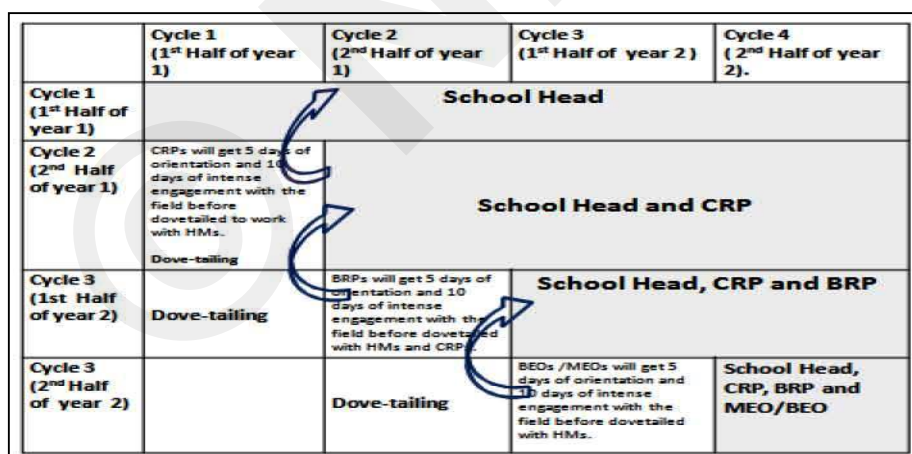 Cycle 1
(1st Half of year
1)
Cycle 2
(2nd Half of year
1)
Cycle 3
(1st Half of year 2 )
Cycle 4
( 2nd Half of year
2).
Cycle 1
(1st Half of
year 1)
School Head
Cycle 2
(2nd Half
of year 1)
CRPs will get 5 days of
orientation and 10
days of intense
engagement with the
field before
dovetailed to work
with HMs.
Dove-tailing
School Head and CRP
Cycle 3
(1st Half
of year 2)
Dove-tailing
BRPs will get 5 days of
orientation and 10
days of intense
engagement with the
field before dovetailed
with HMs and CRPs.
School Head, CRP and BRP
Cycle 3
(2nd Half
of year 2)
Dove-tailing
BEOs /MEOs will get 5
days of orientation and
10 days of intense
engagement with the
field before dovetailed
with HMs.
School Head,
CRP, BRP and
MEO/BEO